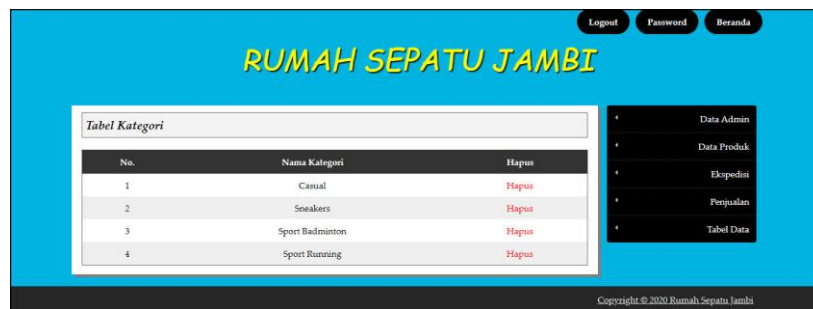 Logout Password Beranda
RUMAH SEPATU JAMBI
Tabel Kategori
No. Nama Kategori Hapus
1 Casual Hapus
2 Sneakers Hapus
3 Sport Badminton Hapus
4 Sport Running Hapus
Data Admin
Data Produk
Ekspedisi
Penjualan
Tabel Data
Copyright © 2020 Rumah Sepatu Jambi